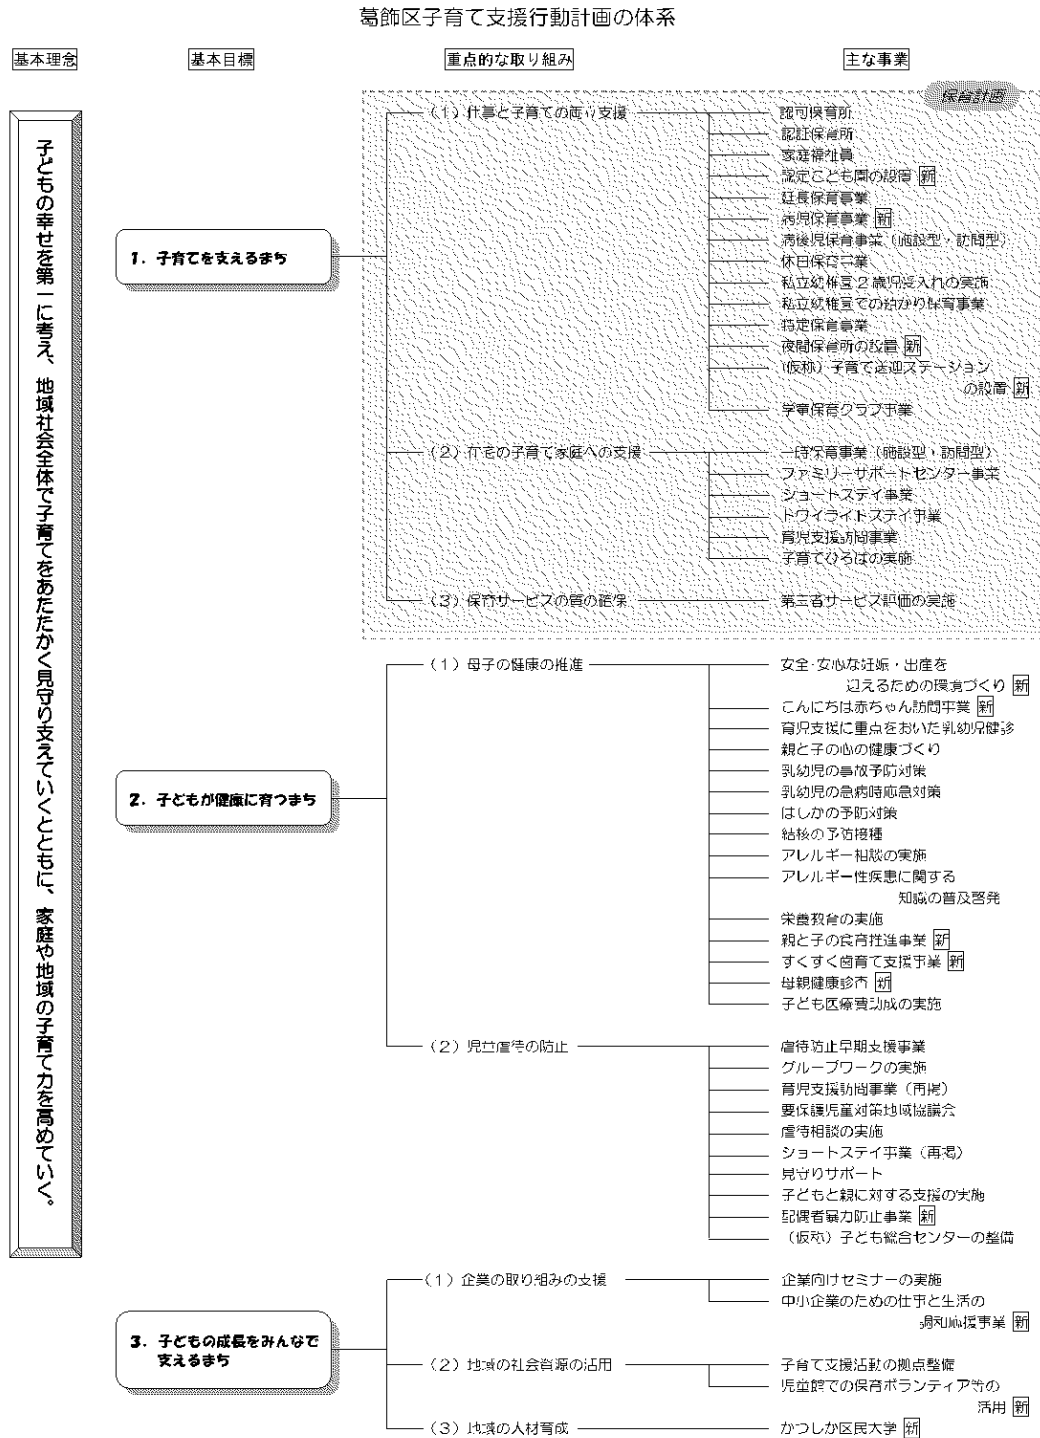 葛飾区子育て支援行動計画の体系
基本理念
基本目標
重点的な取り組み
主な事業
保育計画
子どもの幸せを第一に考え、地域社会全体で子育てをあたたかく見守り支えていくとともに、家庭や地域の子育て力を高めていく。
1. 子育てを支えるまち
(1) 仕事と子育ての両立支援
認可保育所
認証保育所
家庭福祉員
認定こども園の設置 新
延長保育事業
病児保育事業 新
病後児保育事業 (施設型・訪問型)
休日保育事業
私立幼稚園2歳児受入れの実施
私立幼稚園での預かり保育事業
特定保育事業
夜間保育所の設置 新
(仮称) 子育て送迎ステーション
の設置 新
学童保育クラブ事業
(2) 在宅の子育て家庭への支援
一時保育事業 (施設型・訪問型)
ファミリーサポートセンター事業
ショートステイ事業
トワイライトステイ事業
育児支援訪問事業
子育てひろばの実施
(3) 保育サービスの質の確保
第三者サービス評価の実施
2. 子どもが健康に育つまち
(1) 母子の健康の推進
安全・安心な妊娠・出産を
迎えるための環境づくり 新
こんにちは赤ちゃん訪問事業 新
育児支援に重点をおいた乳幼児健診
親と子の心の健康づくり
乳幼児の事故予防対策
乳幼児の急病時応急対策
はしかの予防対策
結核の予防接種
アレルギー相談の実施
アレルギー性疾患に関する
知識の普及啓発
栄養教育の実施
親と子の食育推進事業 新
すくすく歯育て支援事業 新
母親健康診査 新
子ども医療費助成の実施
(2) 児童虐待の防止
虐待防止早期支援事業
グループワークの実施
育児支援訪問事業 (再掲)
要保護児童対策地域協議会
虐待相談の実施
ショートステイ事業 (再掲)
見守りサポート
子どもと親に対する支援の実施
配偶者暴力防止事業 新
(仮称) 子ども総合センターの整備
3. 子どもの成長をみんなで
支えるまち
(1) 企業の取り組みの支援
企業向けセミナーの実施
中小企業のための仕事と生活の
調和応援事業 新
(2) 地域の社会資源の活用
子育て支援活動の拠点整備
児童館での保育ボランティア等の
活用 新
(3) 地域の人材育成
かつしか区民大学 新